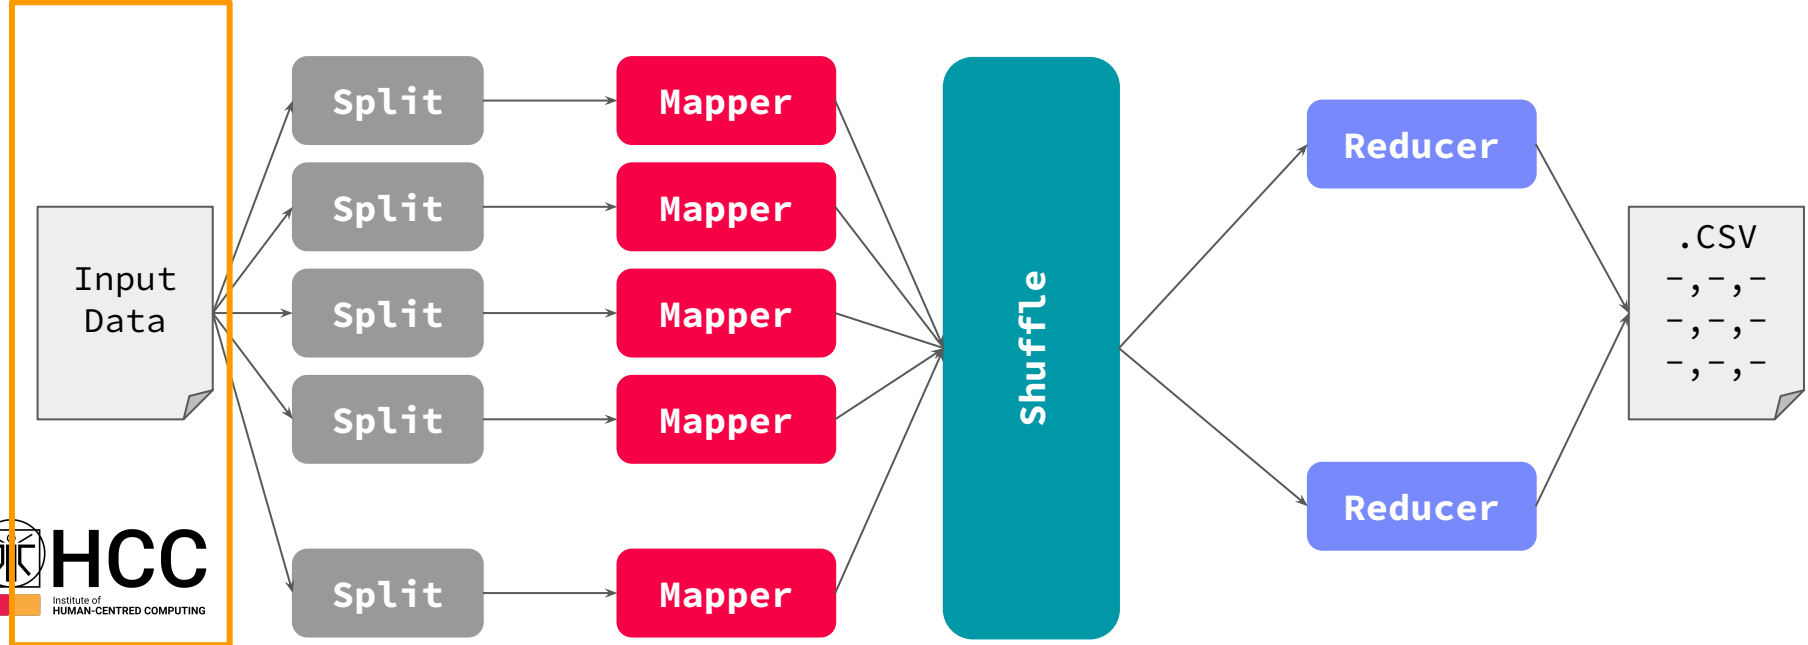 Input
Data
Split
Split
Split
Split
Split
Mapper
Mapper
Mapper
Mapper
Mapper
Shuffle
Reducer
Reducer
.CSV
-,-,-
-,-,-
-,-,-
HCC
Institute of
HUMAN-CENTRED COMPUTING